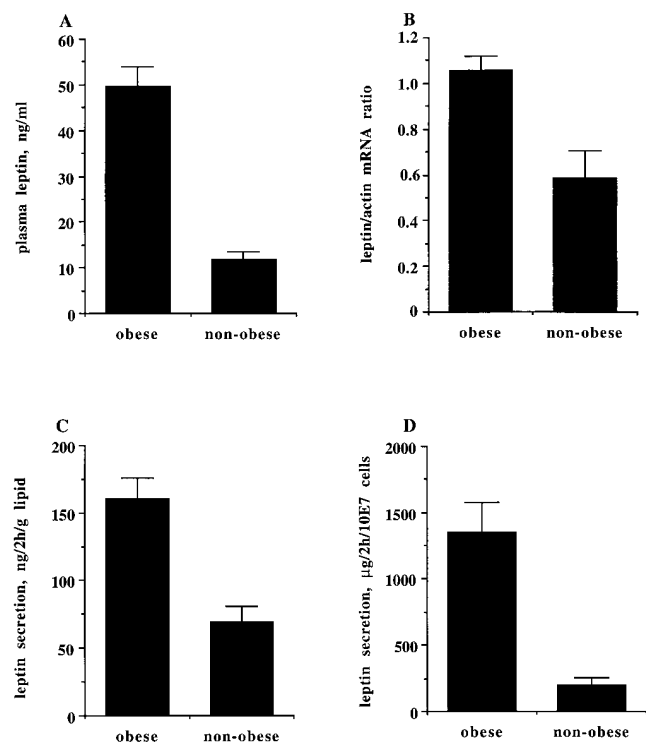 A
plasma leptin, ng/ml
60
50
40
30
20
10
0
obese non-obese
B
leptin/actin mRNA ratio
1.2
1.0
0.8
0.6
0.4
0.2
0
obese non-obese
C
leptin secretion, ng/2h/g lipid
200
150
100
50
0
obese non-obese
D
leptin secretion, µg/2h/10E7 cells
2000
1500
1000
500
0
obese non-obese